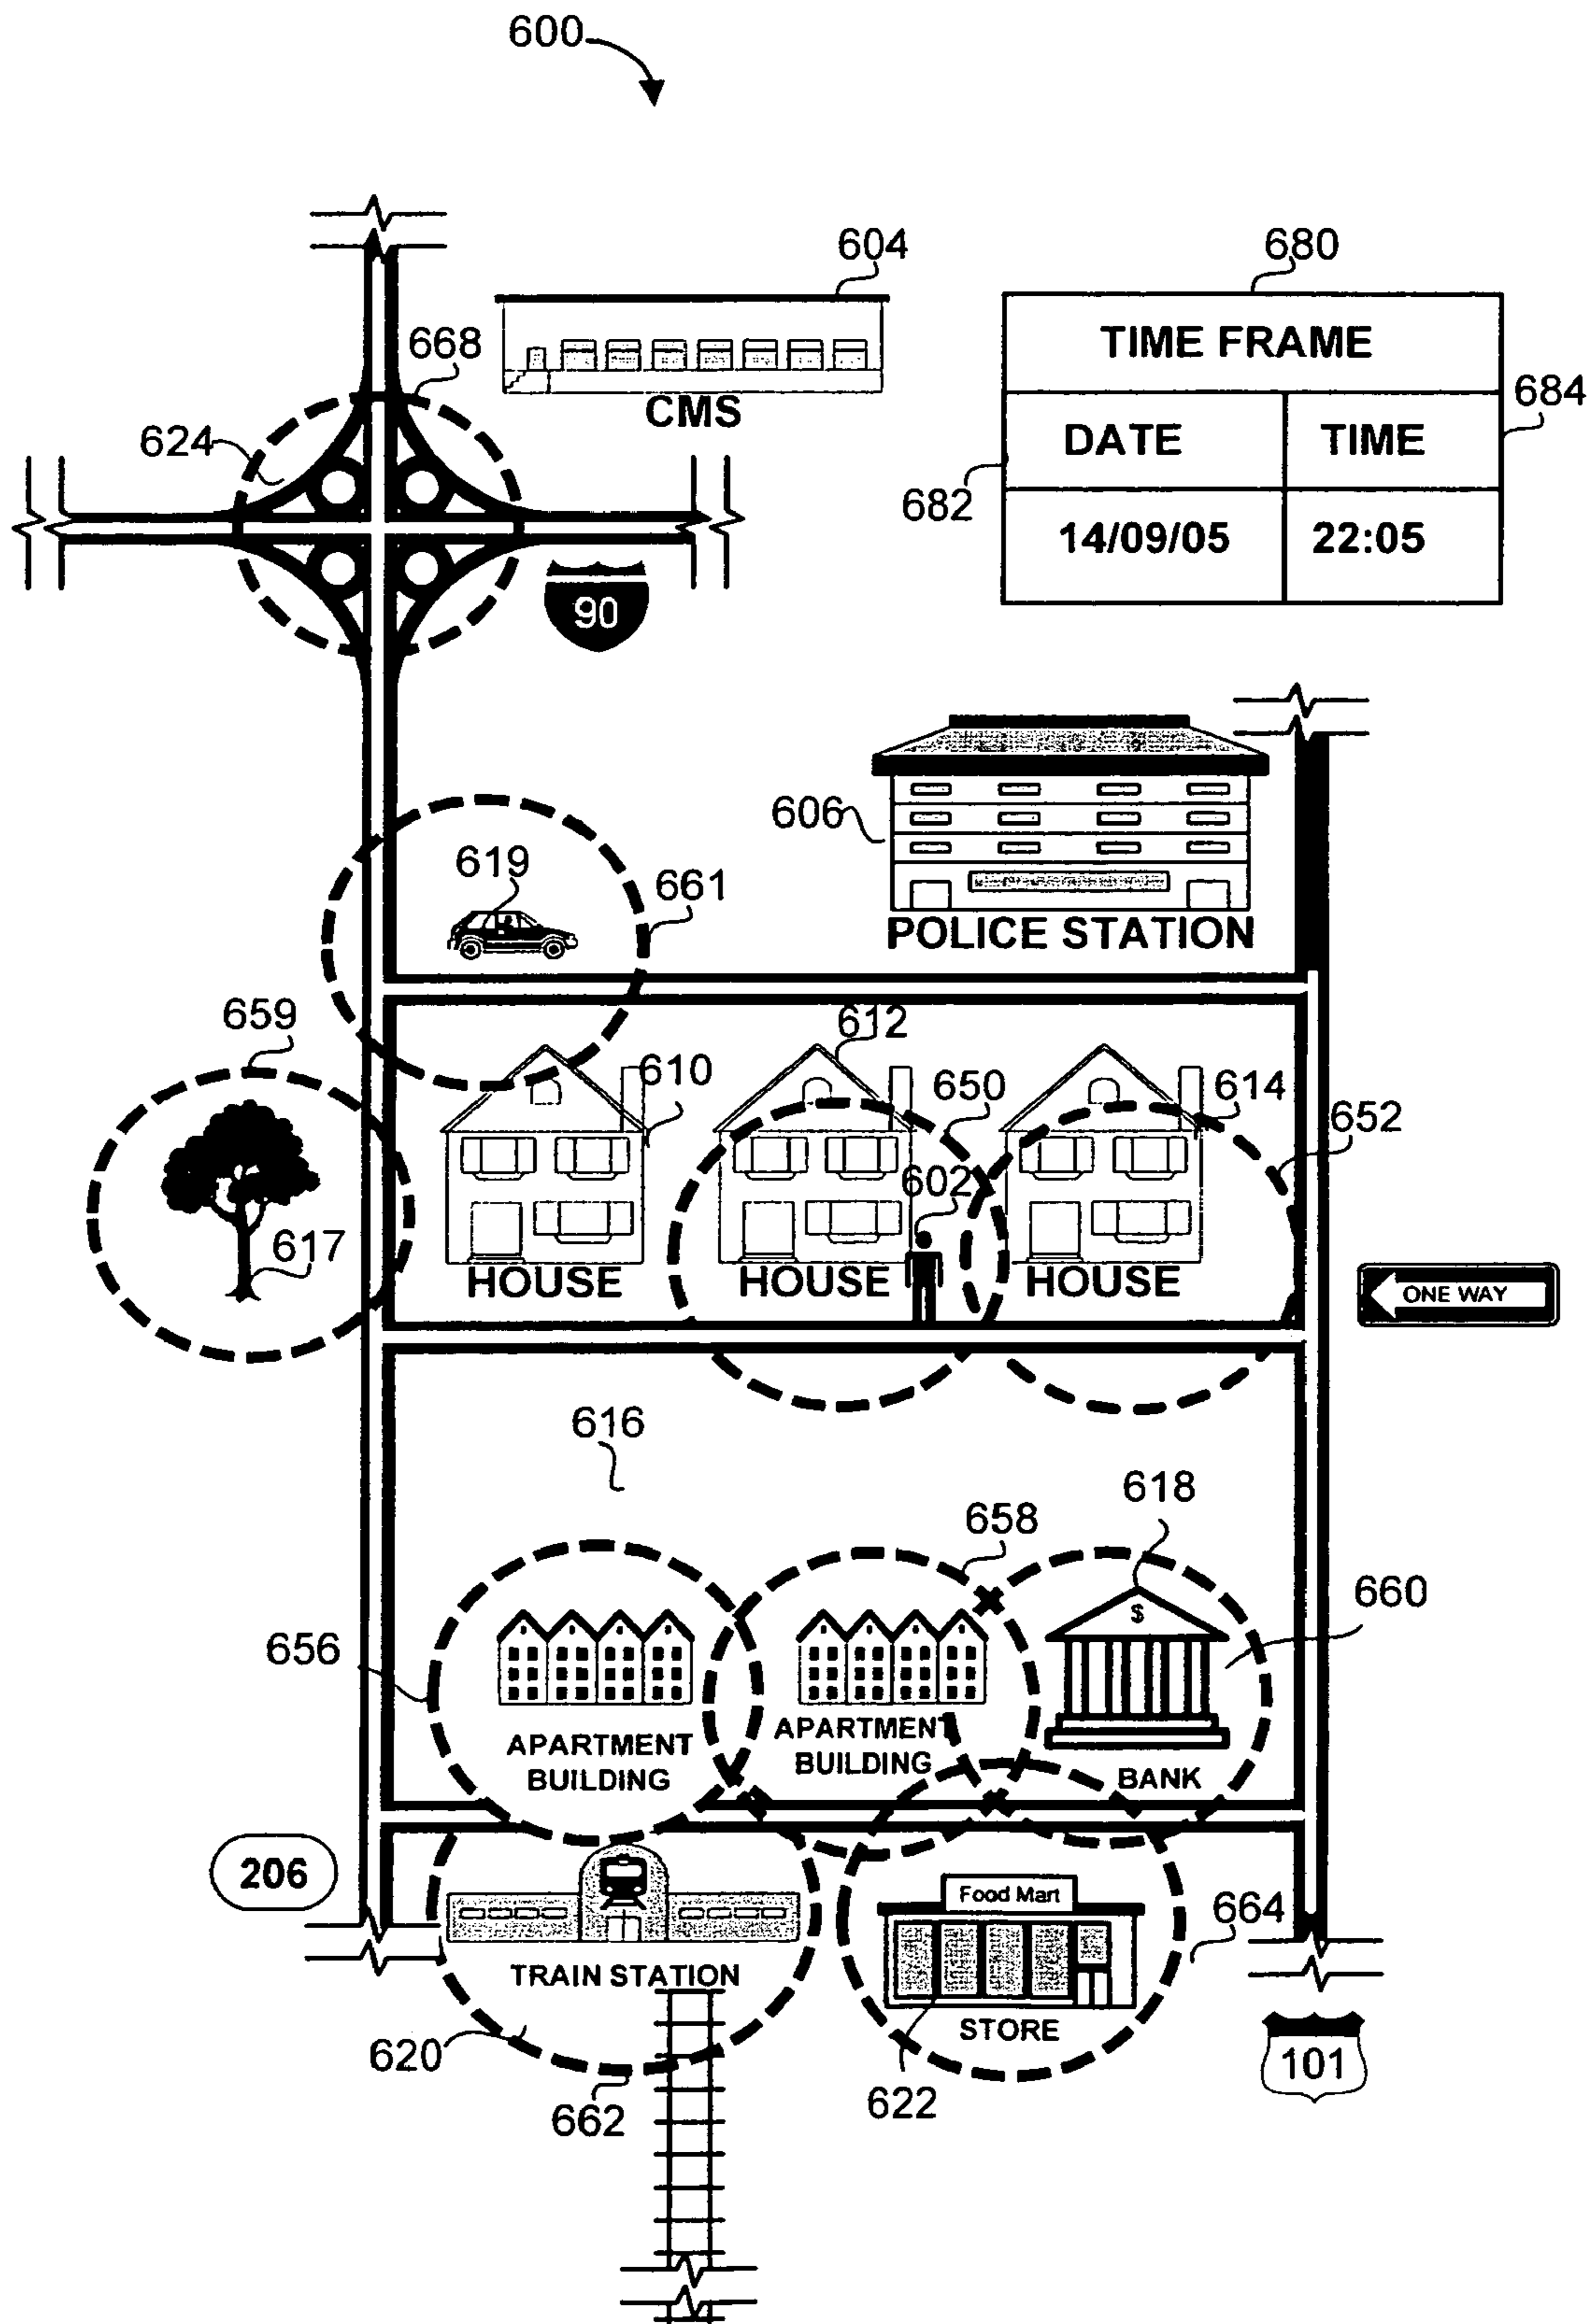 600
604
680
668
TIME FRAME
684
CMS
624
DATE
TIME
682
14/09/05
22:05
90
606
619
661
POLICE STATION
659
612
610
650
614
652
602
617
HOUSE
HOUSE
HOUSE
ONE WAY
616
618
658
$
660
656
APARTMENT
BUILDING
APARTMENT
BUILDING
BANK
206
Food Mart
664
TRAIN STATION
STORE
620
101
662
622